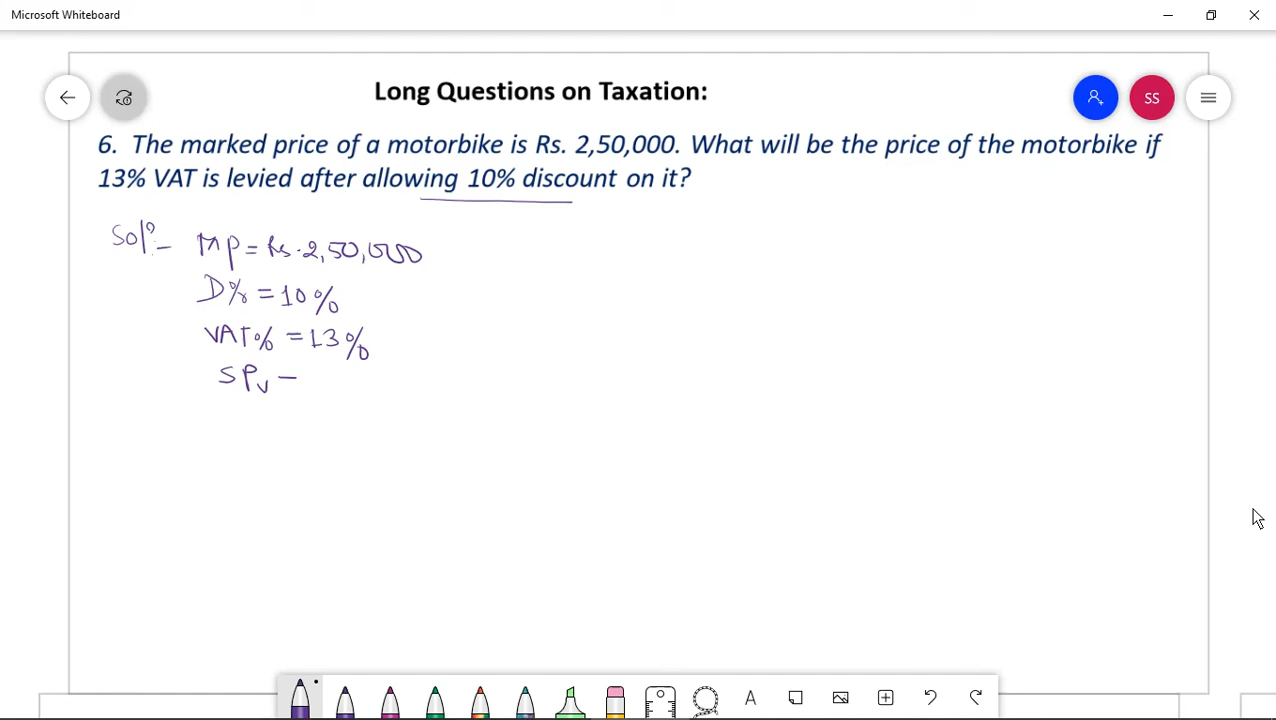 Microsoft Whiteboard
Long Questions on Taxation:
SS
6. The marked price of a motorbike is Rs. 2,50,000. What will be the price of the motorbike if
13% VAT is levied after allowing 10% discount on it?
Solⁿ:- MP = Rs. 2,50,000
D% = 10%
VAT% = 13%
SPv -
A